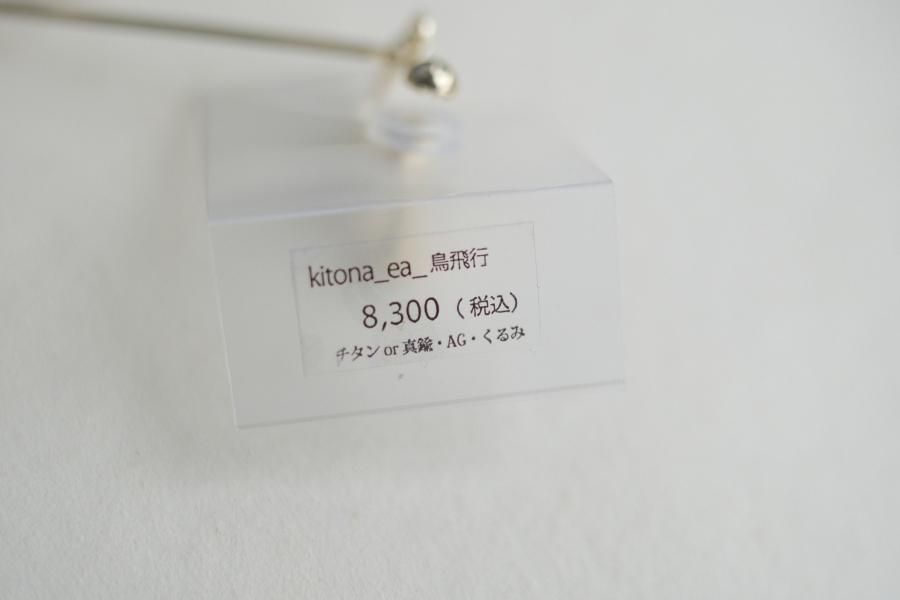 kitona_ea_鳥飛行
8,300（税込）
チタン or 真鍮・AG・くるみ